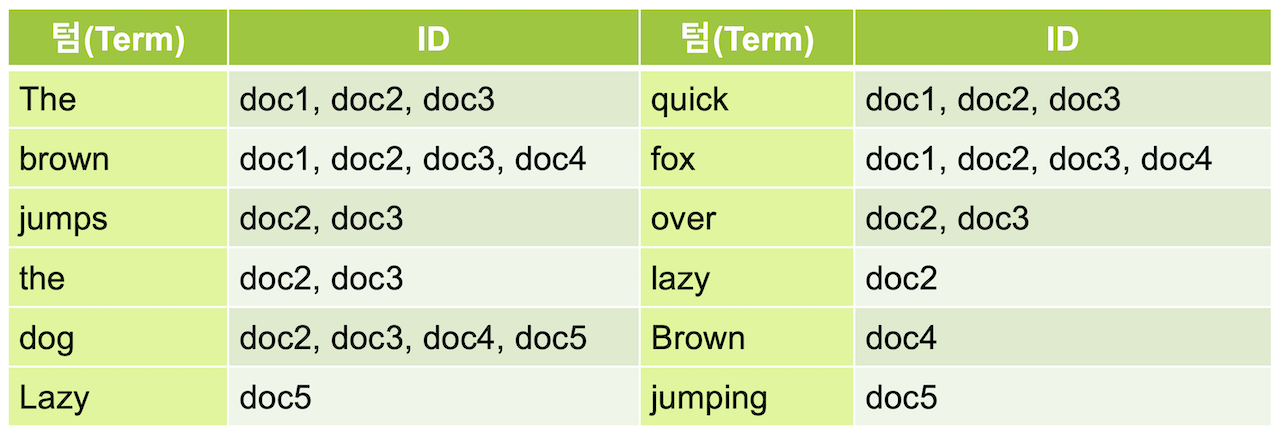 텀(Term) ID 텀(Term) ID
The doc1, doc2, doc3 quick doc1, doc2, doc3
brown doc1, doc2, doc3, doc4 fox doc1, doc2, doc3, doc4
jumps doc2, doc3 over doc2, doc3
the doc2, doc3 lazy doc2
dog doc2, doc3, doc4, doc5 Brown doc4
Lazy doc5 jumping doc5